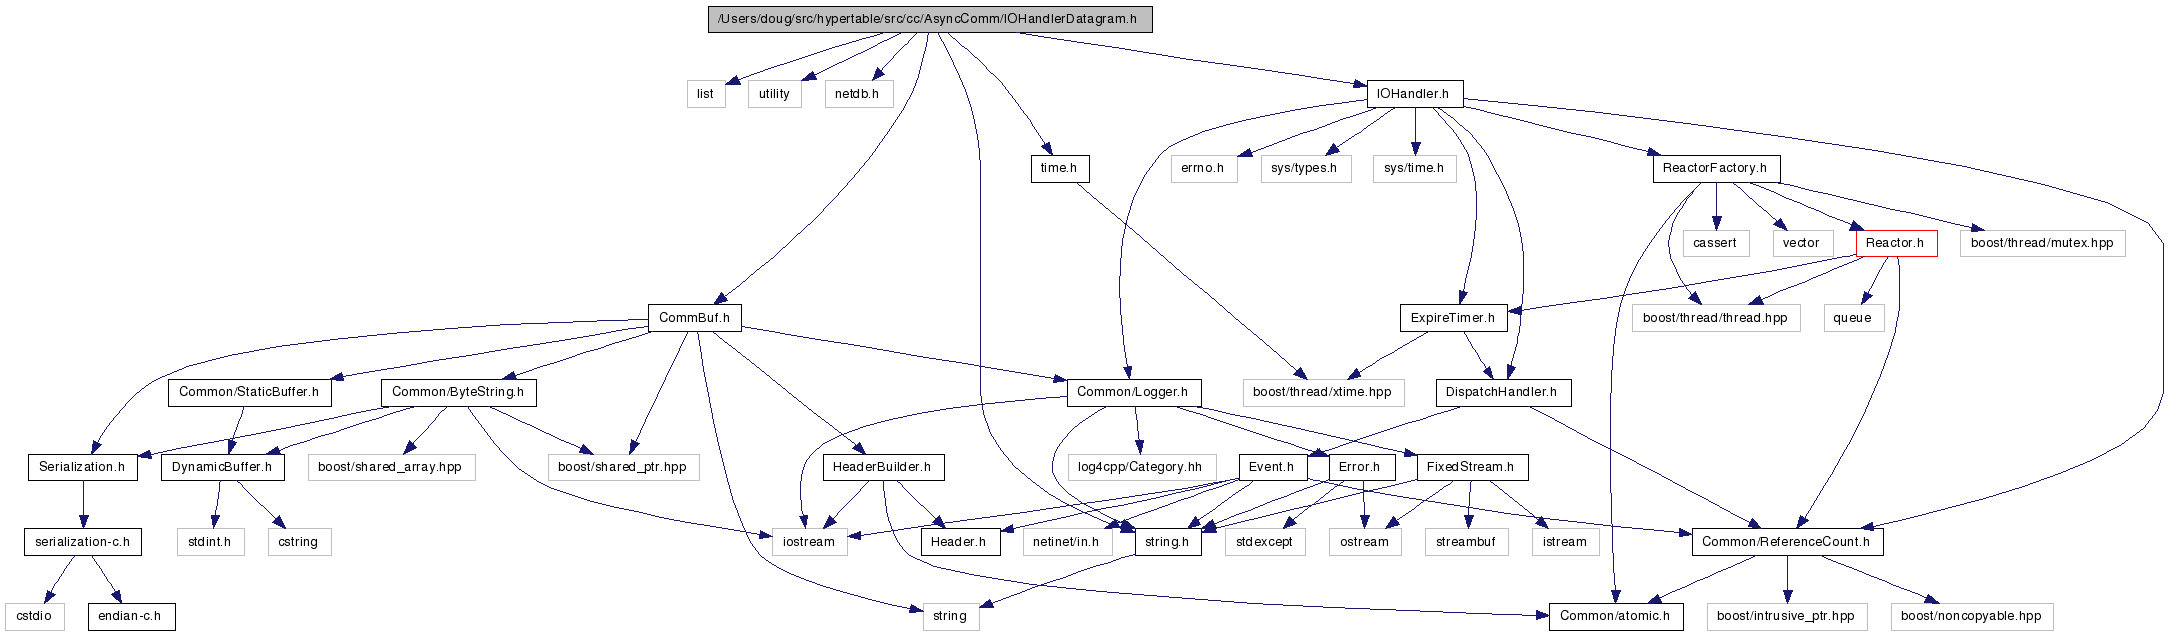 /Users/doug/src/hypertable/src/cc/AsyncComm/IOHandlerDatagram.h
list
utility
netdb.h
IOHandler.h
time.h
errno.h
sys/types.h
sys/time.h
ReactorFactory.h
cassert
vector
Reactor.h
boost/thread/mutex.hpp
CommBuf.h
ExpireTimer.h
boost/thread/thread.hpp
queue
Common/StaticBuffer.h
Common/ByteString.h
Common/Logger.h
boost/thread/xtime.hpp
DispatchHandler.h
Serialization.h
DynamicBuffer.h
boost/shared_array.hpp
boost/shared_ptr.hpp
HeaderBuilder.h
log4cpp/Category.hh
Event.h
Error.h
FixedStream.h
serialization-c.h
stdint.h
cstring
iostream
Header.h
netinet/in.h
string.h
stdexcept
ostream
streambuf
istream
Common/ReferenceCount.h
cstdio
endian-c.h
string
Common/atomic.h
boost/intrusive_ptr.hpp
boost/noncopyable.hpp